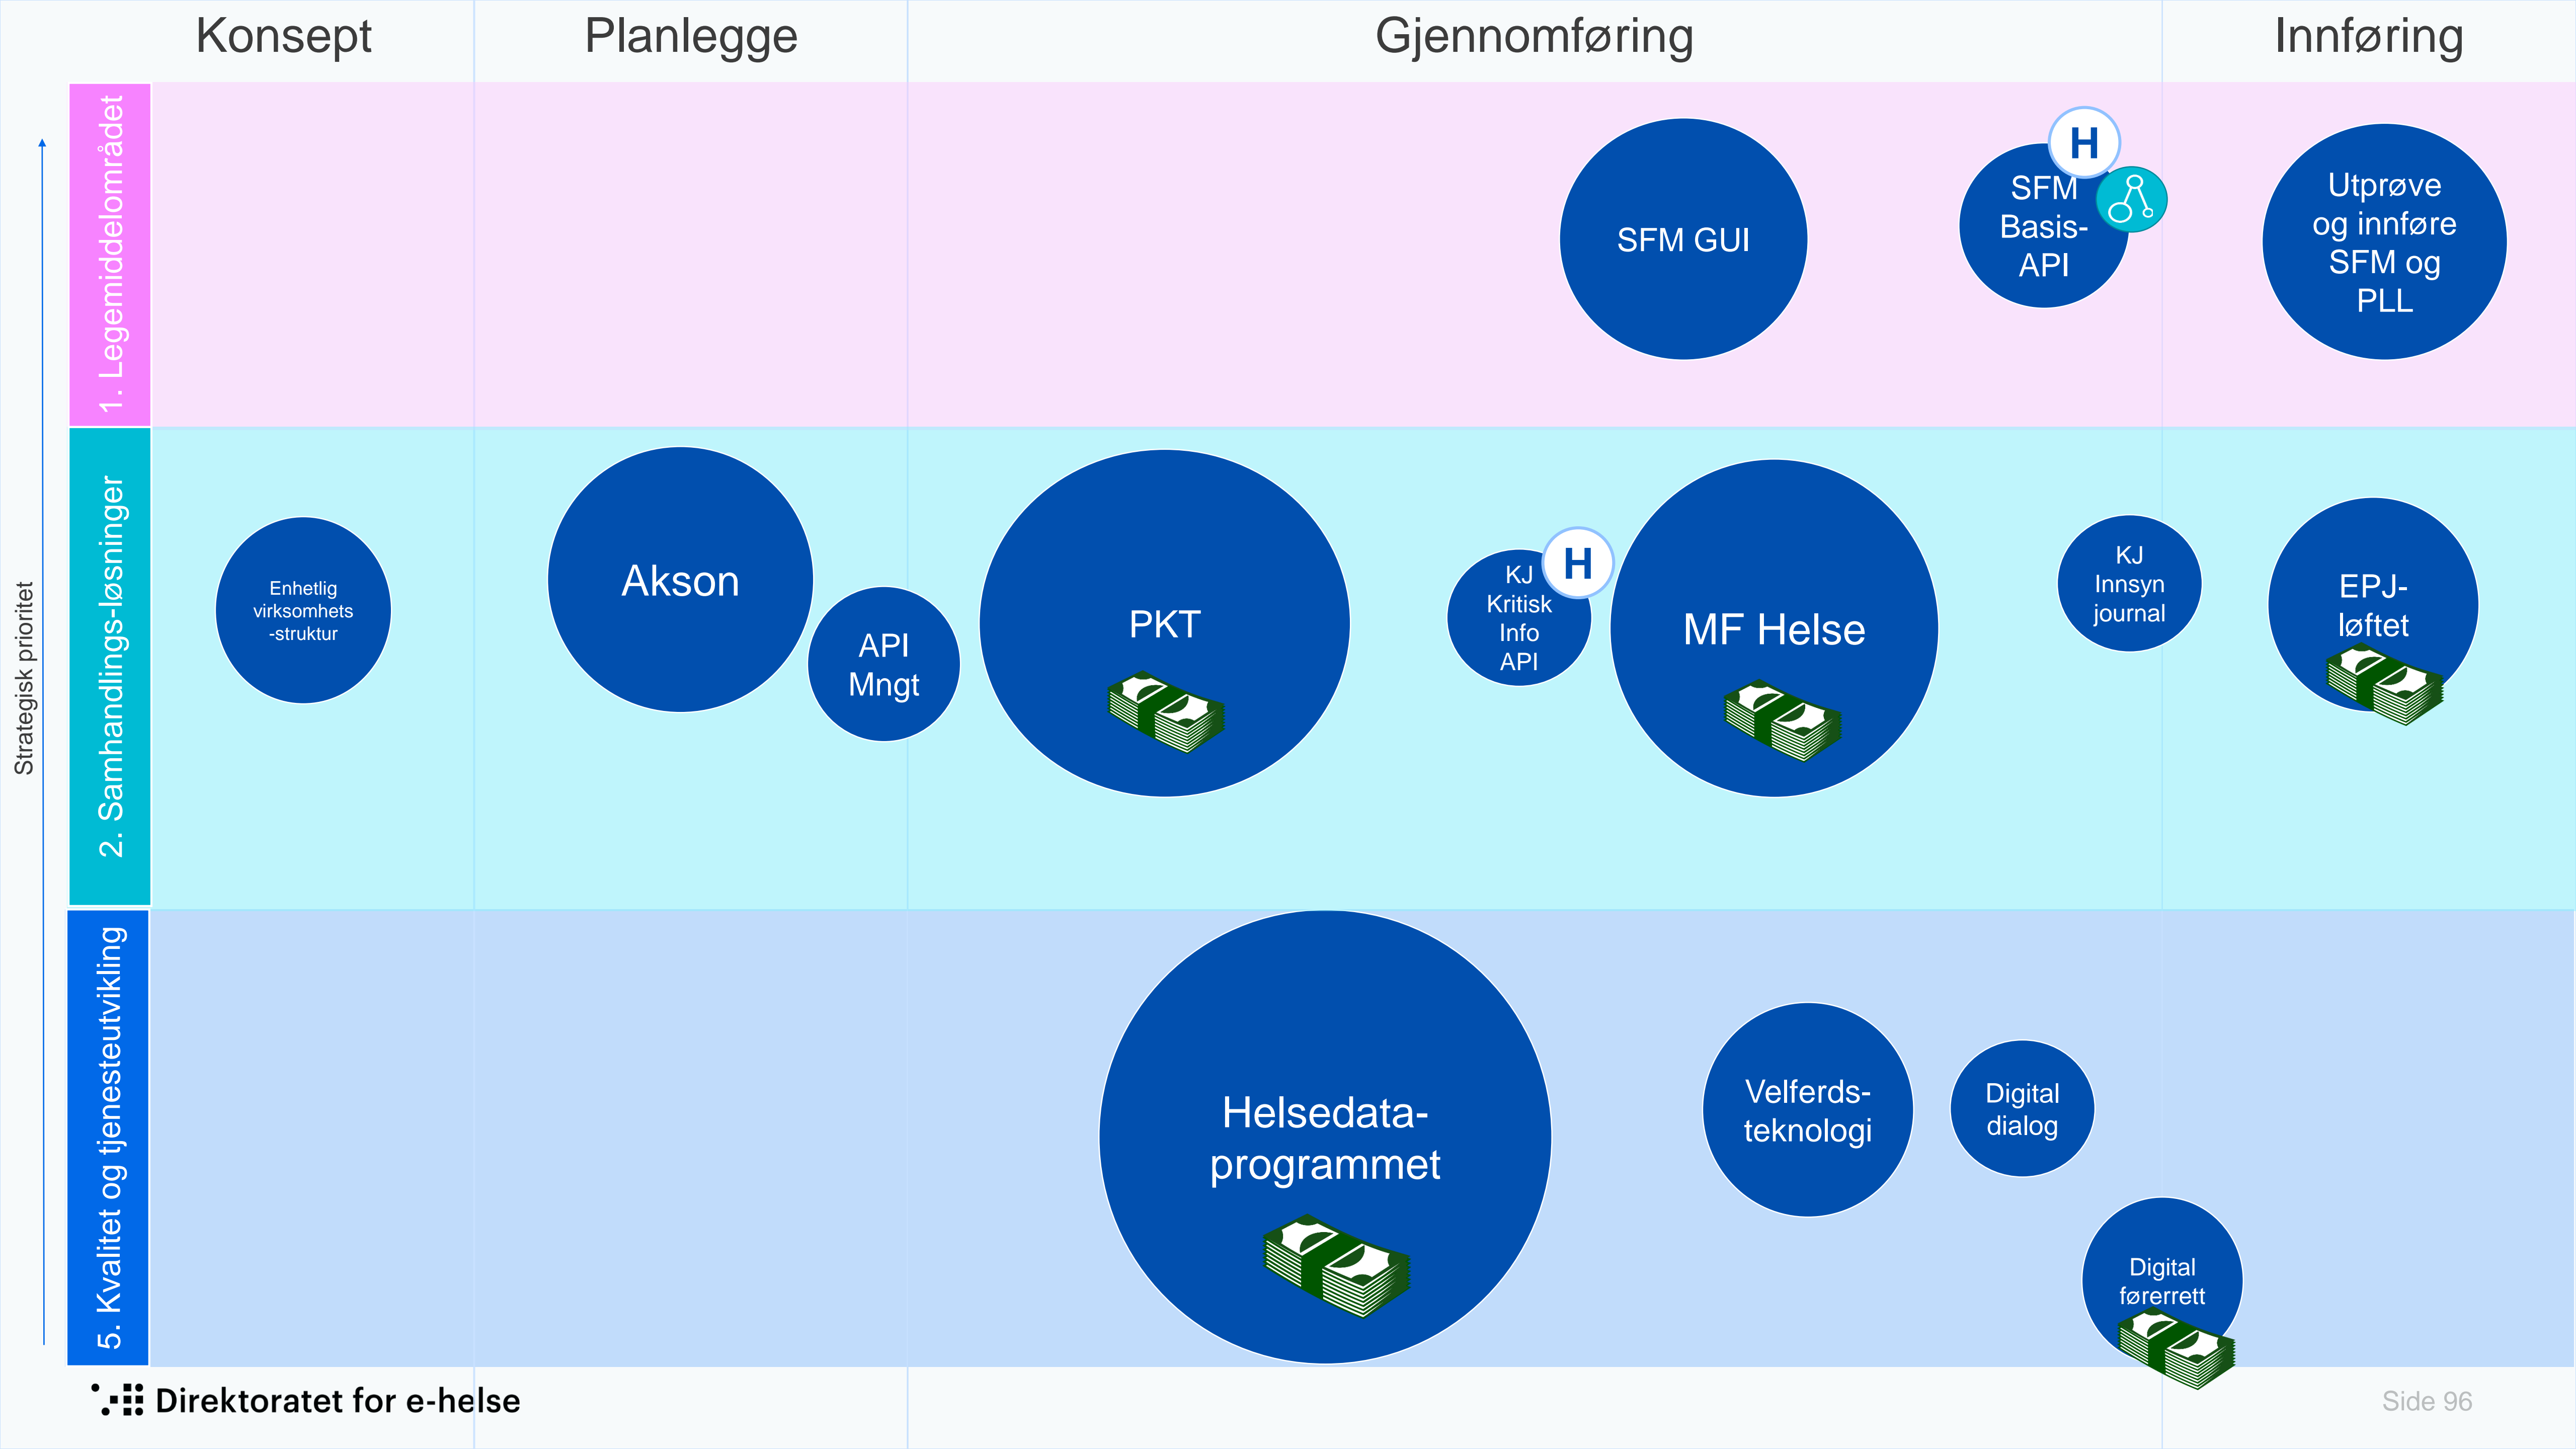 Konsept
Planlegge
Gjennomføring
Innføring
Strategisk prioritet
1. Legemiddelområdet
SFM GUI
H
SFM
Basis-
API
Utprøve
og innføre
SFM og
PLL
2. Samhandlings-løsninger
Enhetlig
virksomhets
-struktur
Akson
API
Mngt
PKT
H
KJ
Kritisk
Info
API
MF Helse
KJ
Innsyn
journal
EPJ-
løftet
5. Kvalitet og tjenesteutvikling
Helsedata-
programmet
Velferds-
teknologi
Digital
dialog
Digital
førerrett
Direktoratet for e-helse
Side 96